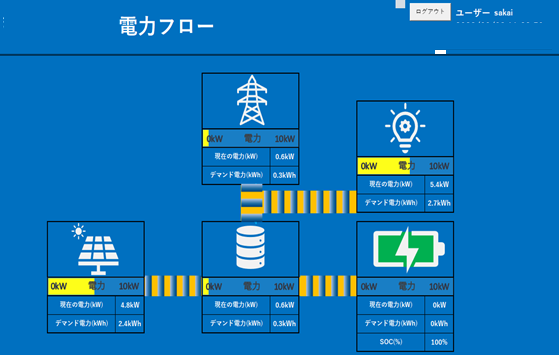 電力フロー
ログアウト
ユーザー sakai
0kW 電力 10kW
現在の電力(kW) 0.6kW
デマンド電力(kWh) 0.3kWh
0kW 電力 10kW
現在の電力(kW) 5.4kW
デマンド電力(kWh) 2.7kWh
0kW 電力 10kW
現在の電力(kW) 4.8kW
デマンド電力(kWh) 2.4kWh
0kW 電力 10kW
現在の電力(kW) 0.6kW
デマンド電力(kWh) 0.3kWh
0kW 電力 10kW
現在の電力(kW) 0kW
デマンド電力(kWh) 0kWh
SOC(%) 100%